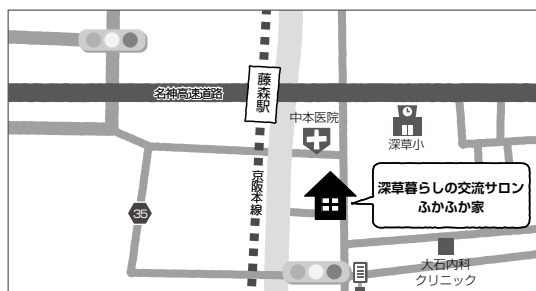 名神高速道路
藤森駅
中本医院
深草小
京阪本線
深草暮らしの交流サロン
ふかふか家
35
大石内科
クリニック